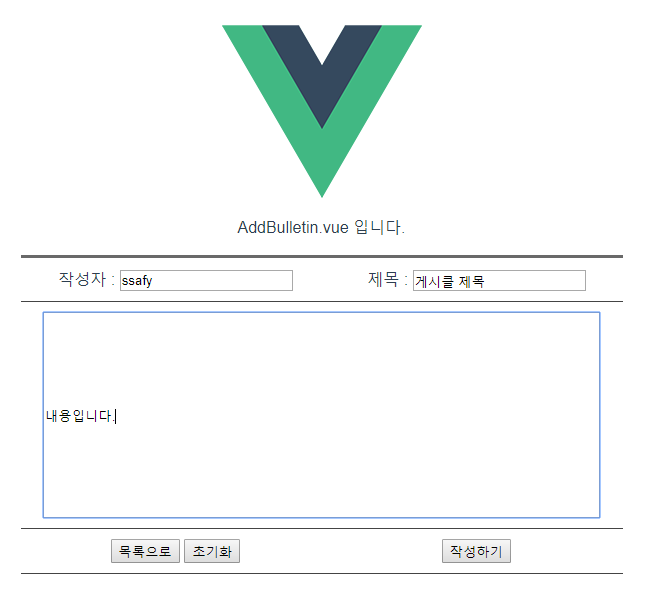 AddBulletin.vue 입니다.
작성자 : ssafy 제목 : 게시클 제목
내용입니다.
목록으로 초기화 작성하기